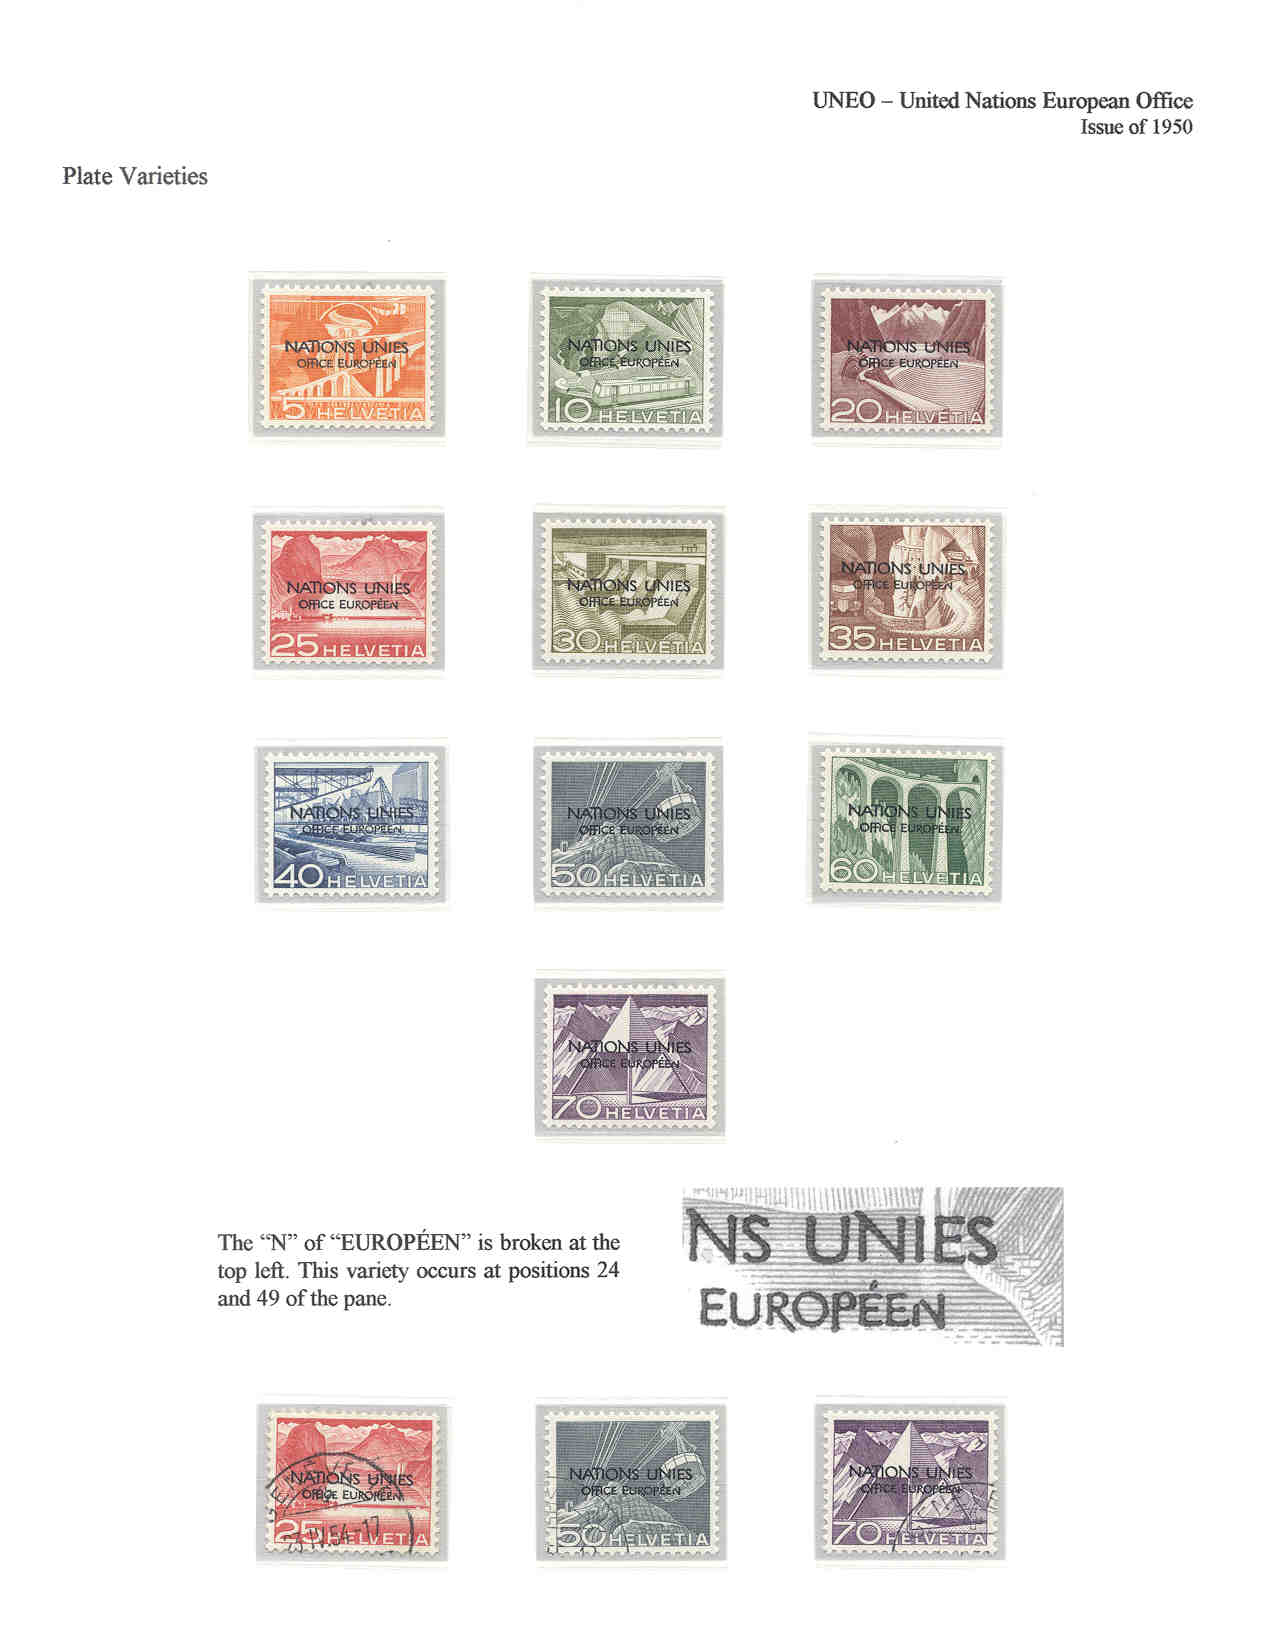 UNEO – United Nations European Office
Issue of 1950
Plate Varieties
NATIONS UNIES
OFFICE EUROPÉEN
5 HELVETIA
NATIONS UNIES
OFFICE EUROPÉEN
10 HELVETIA
NATIONS UNIES
OFFICE EUROPÉEN
20 HELVETIA
NATIONS UNIES
OFFICE EUROPÉEN
25 HELVETIA
NATIONS UNIES
OFFICE EUROPÉEN
30 HELVETIA
NATIONS UNIES
OFFICE EUROPÉEN
35 HELVETIA
NATIONS UNIES
OFFICE EUROPÉEN
40 HELVETIA
NATIONS UNIES
OFFICE EUROPÉEN
50 HELVETIA
NATIONS UNIES
OFFICE EUROPÉEN
60 HELVETIA
NATIONS UNIES
OFFICE EUROPÉEN
70 HELVETIA
The “N” of “EUROPÉEN” is broken at the
top left. This variety occurs at positions 24
and 49 of the pane.
NS UNIES
EUROPÉEN
NATIONS UNIES
OFFICE EUROPÉEN
25 HELVETIA
NATIONS UNIES
OFFICE EUROPÉEN
50 HELVETIA
NATIONS UNIES
OFFICE EUROPÉEN
70 HELVETIA